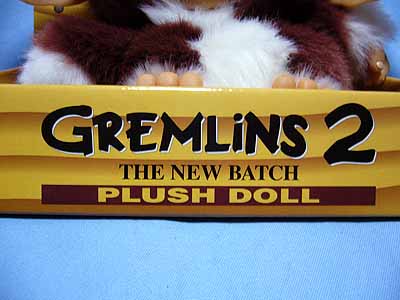 GREMLiNS 2
THE NEW BATCH
PLUSH DOLL